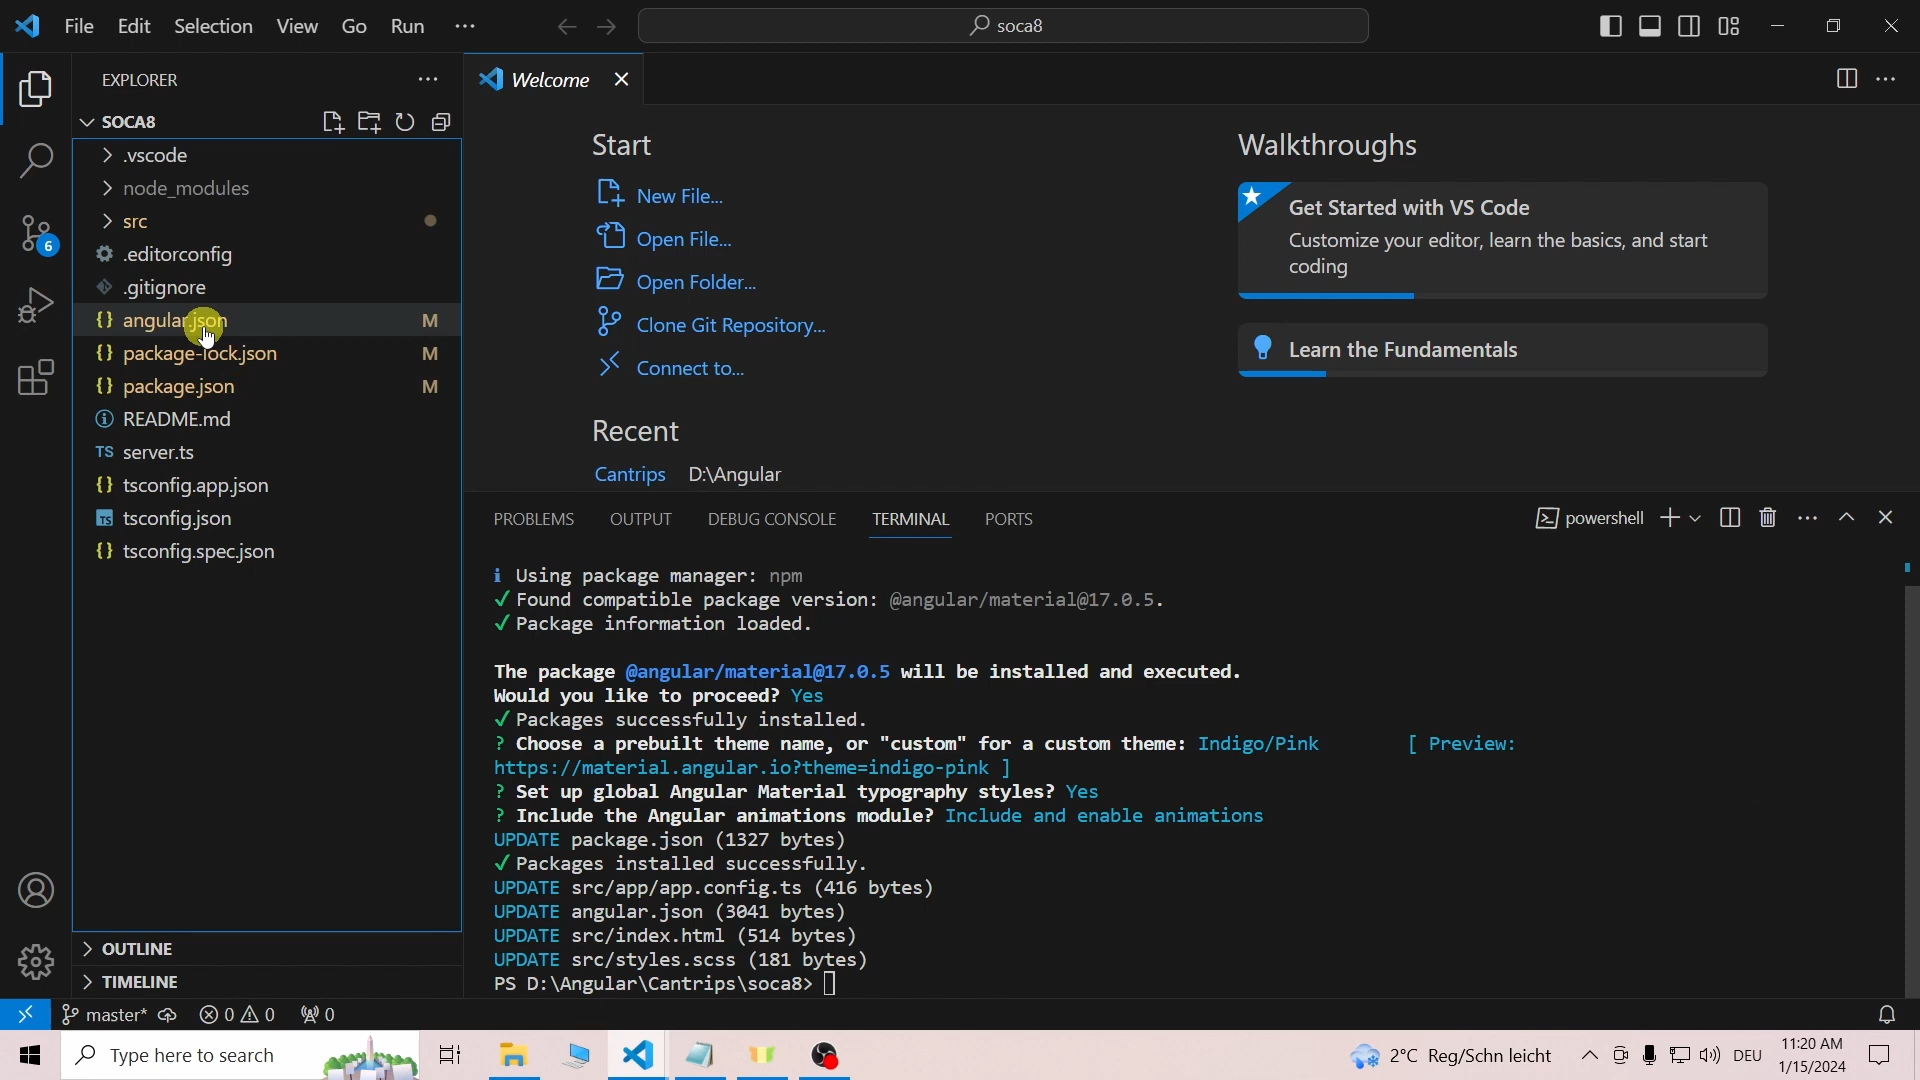 File Edit Selection View Go Run ···
soca8
EXPLORER
SOCA8
.vscode
node_modules
src
.editorconfig
.gitignore
angular.json M
package-lock.json M
package.json M
README.md
TS server.ts
tsconfig.app.json
TS tsconfig.json
tsconfig.spec.json
OUTLINE
TIMELINE
6
Welcome
Start
New File...
Open File...
Open Folder...
Clone Git Repository...
Connect to...
Recent
Cantrips D:\Angular
Walkthroughs
Get Started with VS Code
Customize your editor, learn the basics, and start
coding
Learn the Fundamentals
PROBLEMS OUTPUT DEBUG CONSOLE TERMINAL PORTS
powershell
i Using package manager: npm
✓ Found compatible package version: @angular/material@17.0.5.
✓ Package information loaded.
The package @angular/material@17.0.5 will be installed and executed.
Would you like to proceed? Yes
✓ Packages successfully installed.
? Choose a prebuilt theme name, or "custom" for a custom theme: Indigo/Pink [ Preview:
https://material.angular.io?theme=indigo-pink ]
? Set up global Angular Material typography styles? Yes
? Include the Angular animations module? Include and enable animations
UPDATE package.json (1327 bytes)
✓ Packages installed successfully.
UPDATE src/app/app.config.ts (416 bytes)
UPDATE angular.json (3041 bytes)
UPDATE src/index.html (514 bytes)
UPDATE src/styles.scss (181 bytes)
PS D:\Angular\Cantrips\soca8>
master* 0 0 0
Type here to search
2°C Reg/Schn leicht
DEU
11:20 AM
1/15/2024